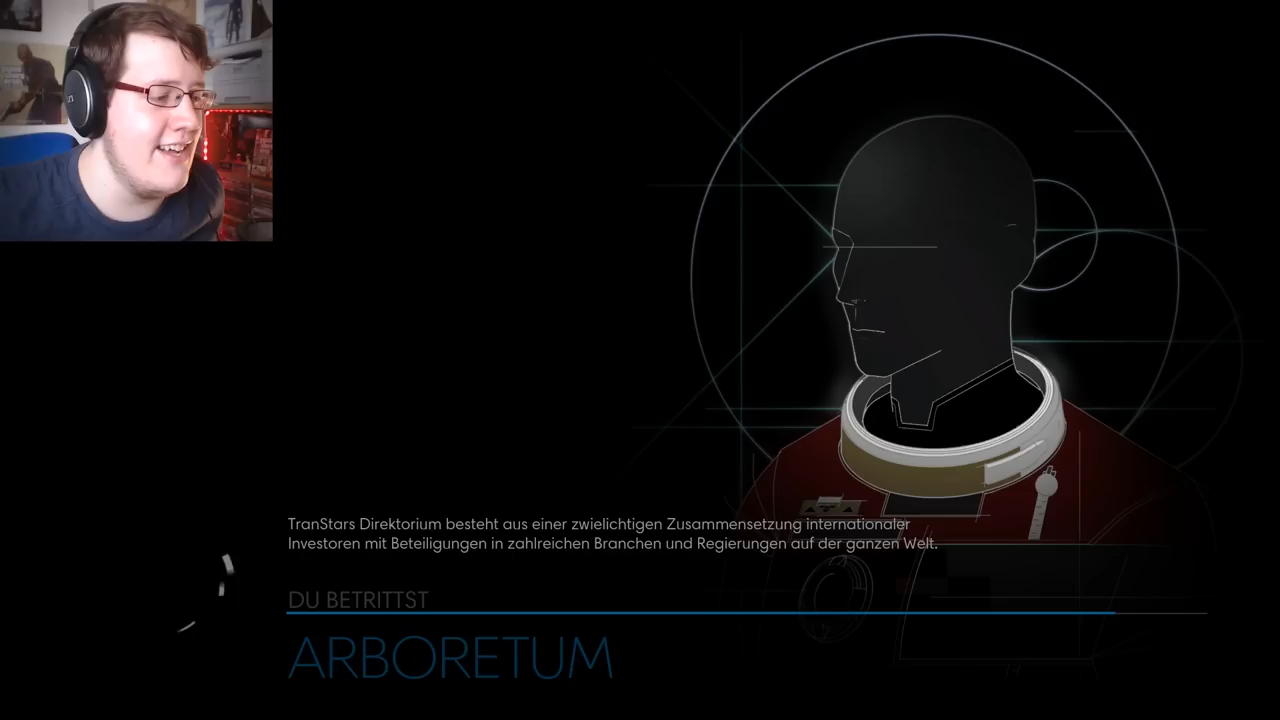 TranStars Direktorium besteht aus einer zwielichtigen Zusammensetzung internationaler
Investoren mit Beteiligungen in zahlreichen Branchen und Regierungen auf der ganzen Welt.
DU BETRITTST
ARBORETUM